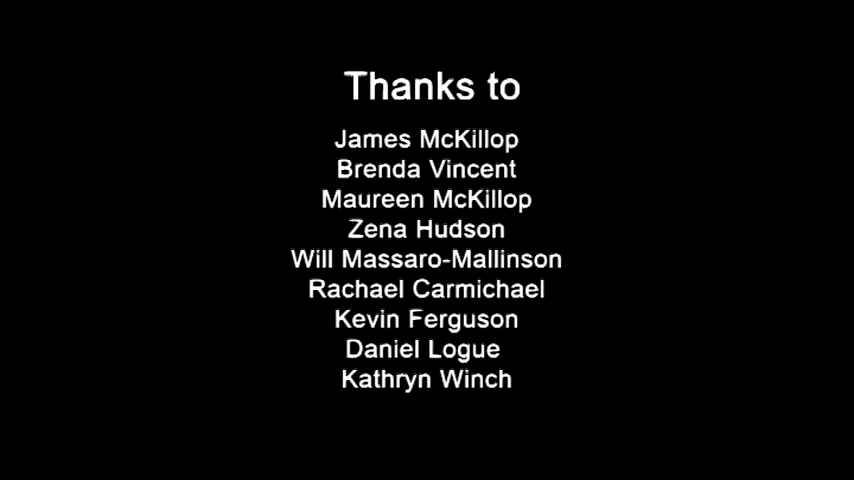 Thanks to
James McKillop
Brenda Vincent
Maureen McKillop
Zena Hudson
Will Massaro-Mallinson
Rachael Carmichael
Kevin Ferguson
Daniel Logue
Kathryn Winch